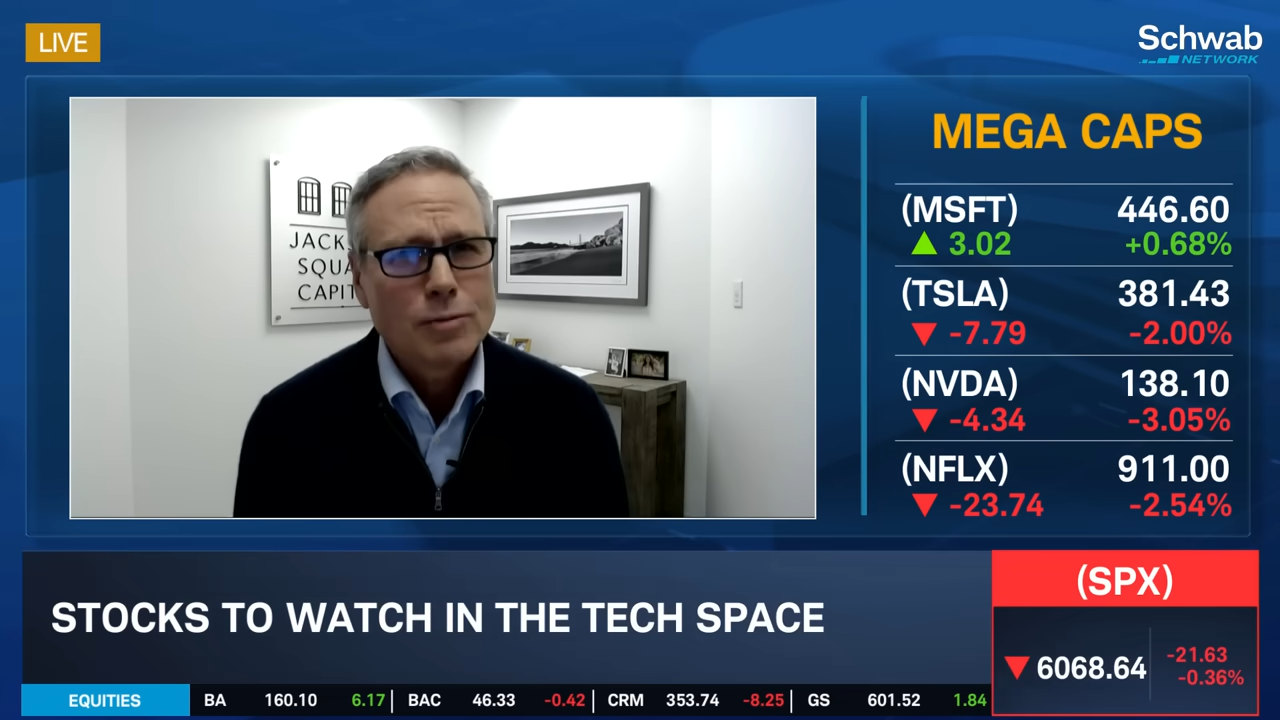 LIVE
Schwab
NETWORK
JACK
SQUA
CAPIT
MEGA CAPS
(MSFT) 446.60
▲ 3.02 +0.68%
(TSLA) 381.43
▼ -7.79 -2.00%
(NVDA) 138.10
▼ -4.34 -3.05%
(NFLX) 911.00
▼ -23.74 -2.54%
STOCKS TO WATCH IN THE TECH SPACE
(SPX)
▼ 6068.64
-21.63
-0.36%
EQUITIES BA 160.10 6.17 BAC 46.33 -0.42 CRM 353.74 -8.25 GS 601.52 1.84